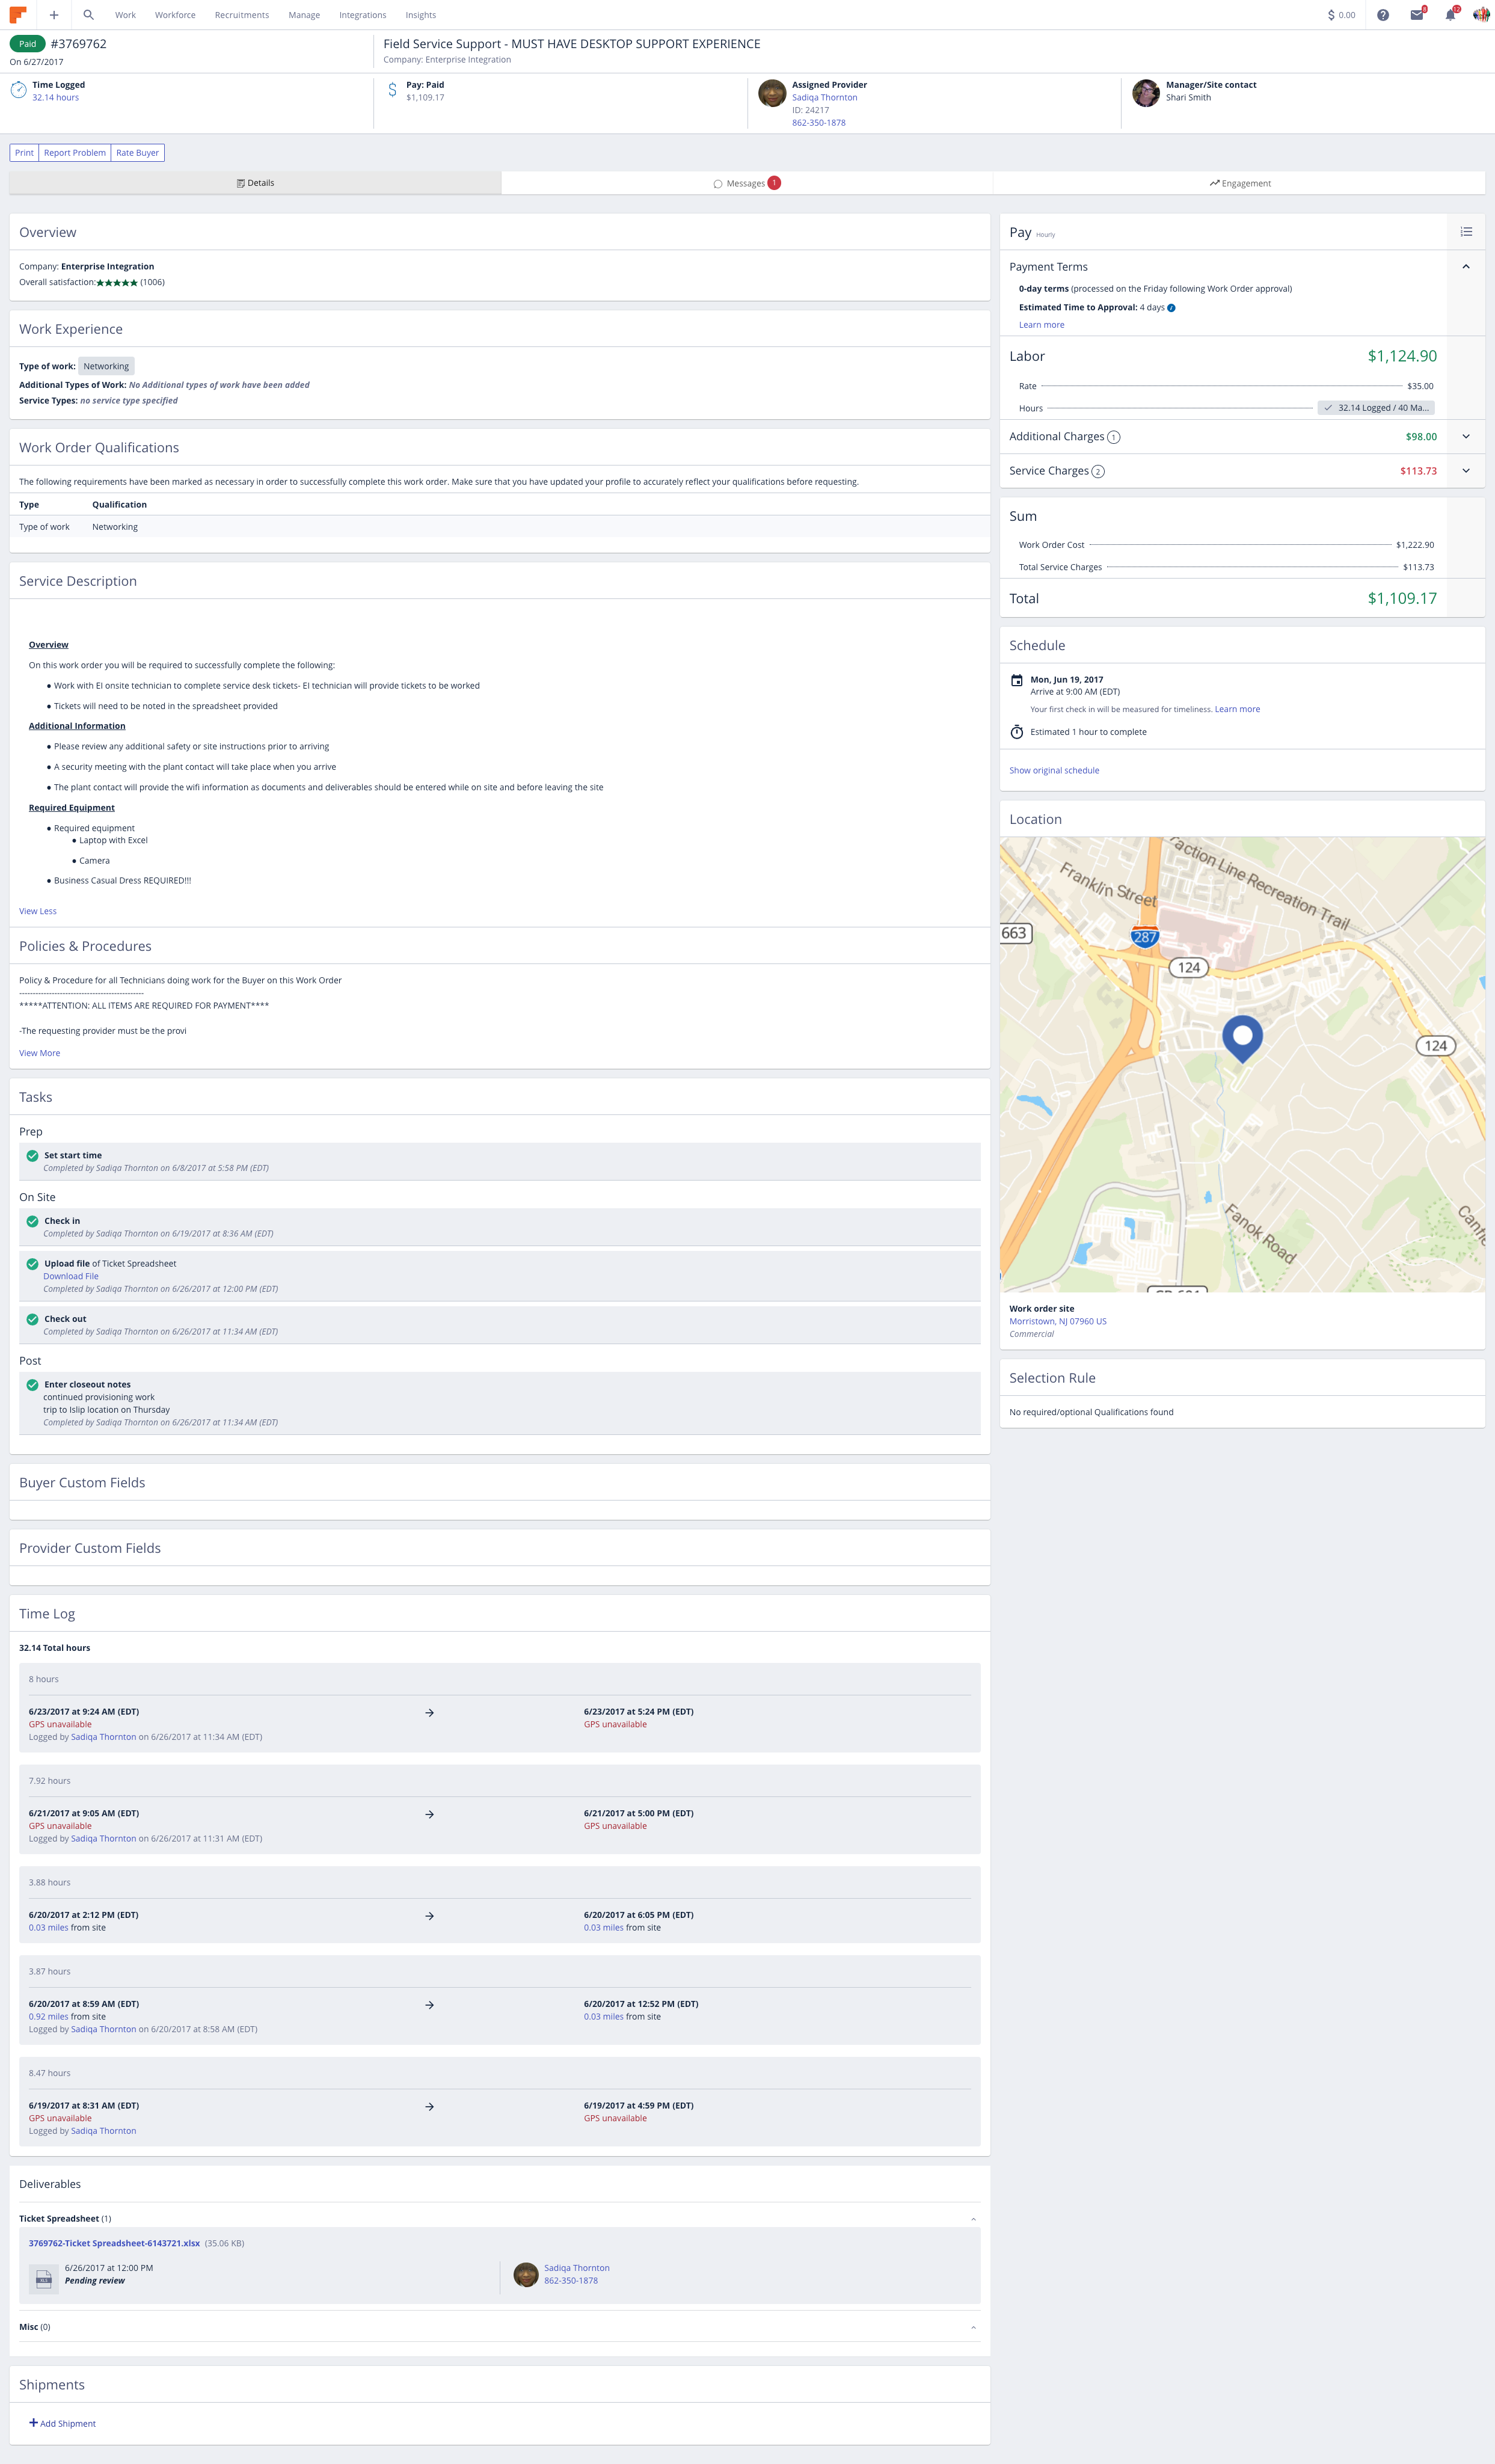 Work Workforce Recruitments Manage Integrations Insights
$ 0.00
8
12
Paid #3769762
On 6/27/2017
Field Service Support - MUST HAVE DESKTOP SUPPORT EXPERIENCE
Company: Enterprise Integration
Time Logged
32.14 hours
Pay: Paid
$1,109.17
Assigned Provider
Sadiqa Thornton
ID: 24217
862-350-1878
Manager/Site contact
Shari Smith
Print Report Problem Rate Buyer
Details
Messages 1
Engagement
Overview
Company: Enterprise Integration
Overall satisfaction:★★★★★ (1006)
Work Experience
Type of work: Networking
Additional Types of Work: No Additional types of work have been added
Service Types: no service type specified
Work Order Qualifications
The following requirements have been marked as necessary in order to successfully complete this work order. Make sure that you have updated your profile to accurately reflect your qualifications before requesting.
Type Qualification
Type of work Networking
Service Description
Overview
On this work order you will be required to successfully complete the following:
● Work with EI onsite technician to complete service desk tickets- EI technician will provide tickets to be worked
● Tickets will need to be noted in the spreadsheet provided
Additional Information
● Please review any additional safety or site instructions prior to arriving
● A security meeting with the plant contact will take place when you arrive
● The plant contact will provide the wifi information as documents and deliverables should be entered while on site and before leaving the site
Required Equipment
● Required equipment
● Laptop with Excel
● Camera
● Business Casual Dress REQUIRED!!!
View Less
Policies & Procedures
Policy & Procedure for all Technicians doing work for the Buyer on this Work Order
-----------------------------------------------
*****ATTENTION: ALL ITEMS ARE REQUIRED FOR PAYMENT****
-The requesting provider must be the provi
View More
Tasks
Prep
Set start time
Completed by Sadiqa Thornton on 6/8/2017 at 5:58 PM (EDT)
On Site
Check in
Completed by Sadiqa Thornton on 6/19/2017 at 8:36 AM (EDT)
Upload file of Ticket Spreadsheet
Download File
Completed by Sadiqa Thornton on 6/26/2017 at 12:00 PM (EDT)
Check out
Completed by Sadiqa Thornton on 6/26/2017 at 11:34 AM (EDT)
Post
Enter closeout notes
continued provisioning work
trip to Islip location on Thursday
Completed by Sadiqa Thornton on 6/26/2017 at 11:34 AM (EDT)
Buyer Custom Fields
Provider Custom Fields
Time Log
32.14 Total hours
8 hours
6/23/2017 at 9:24 AM (EDT) → 6/23/2017 at 5:24 PM (EDT)
GPS unavailable GPS unavailable
Logged by Sadiqa Thornton on 6/26/2017 at 11:34 AM (EDT)
7.92 hours
6/21/2017 at 9:05 AM (EDT) → 6/21/2017 at 5:00 PM (EDT)
GPS unavailable GPS unavailable
Logged by Sadiqa Thornton on 6/26/2017 at 11:31 AM (EDT)
3.88 hours
6/20/2017 at 2:12 PM (EDT) → 6/20/2017 at 6:05 PM (EDT)
0.03 miles from site 0.03 miles from site
3.87 hours
6/20/2017 at 8:59 AM (EDT) → 6/20/2017 at 12:52 PM (EDT)
0.92 miles from site 0.03 miles from site
Logged by Sadiqa Thornton on 6/20/2017 at 8:58 AM (EDT)
8.47 hours
6/19/2017 at 8:31 AM (EDT) → 6/19/2017 at 4:59 PM (EDT)
GPS unavailable GPS unavailable
Logged by Sadiqa Thornton
Deliverables
Ticket Spreadsheet (1)
3769762-Ticket Spreadsheet-6143721.xlsx (35.06 KB)
6/26/2017 at 12:00 PM
Pending review
Sadiqa Thornton
862-350-1878
Misc (0)
Shipments
+ Add Shipment
Pay Hourly
Payment Terms
0-day terms (processed on the Friday following Work Order approval)
Estimated Time to Approval: 4 days
Learn more
Labor $1,124.90
Rate $35.00
Hours 32.14 Logged / 40 Ma...
Additional Charges 1 $98.00
Service Charges 2 $113.73
Sum
Work Order Cost $1,222.90
Total Service Charges $113.73
Total $1,109.17
Schedule
Mon, Jun 19, 2017
Arrive at 9:00 AM (EDT)
Your first check in will be measured for timeliness. Learn more
Estimated 1 hour to complete
Show original schedule
Location
raction Line Recreation Trail
Franklin Street
663
287
124
124
Fanok Road
Work order site
Morristown, NJ 07960 US
Commercial
Selection Rule
No required/optional Qualifications found